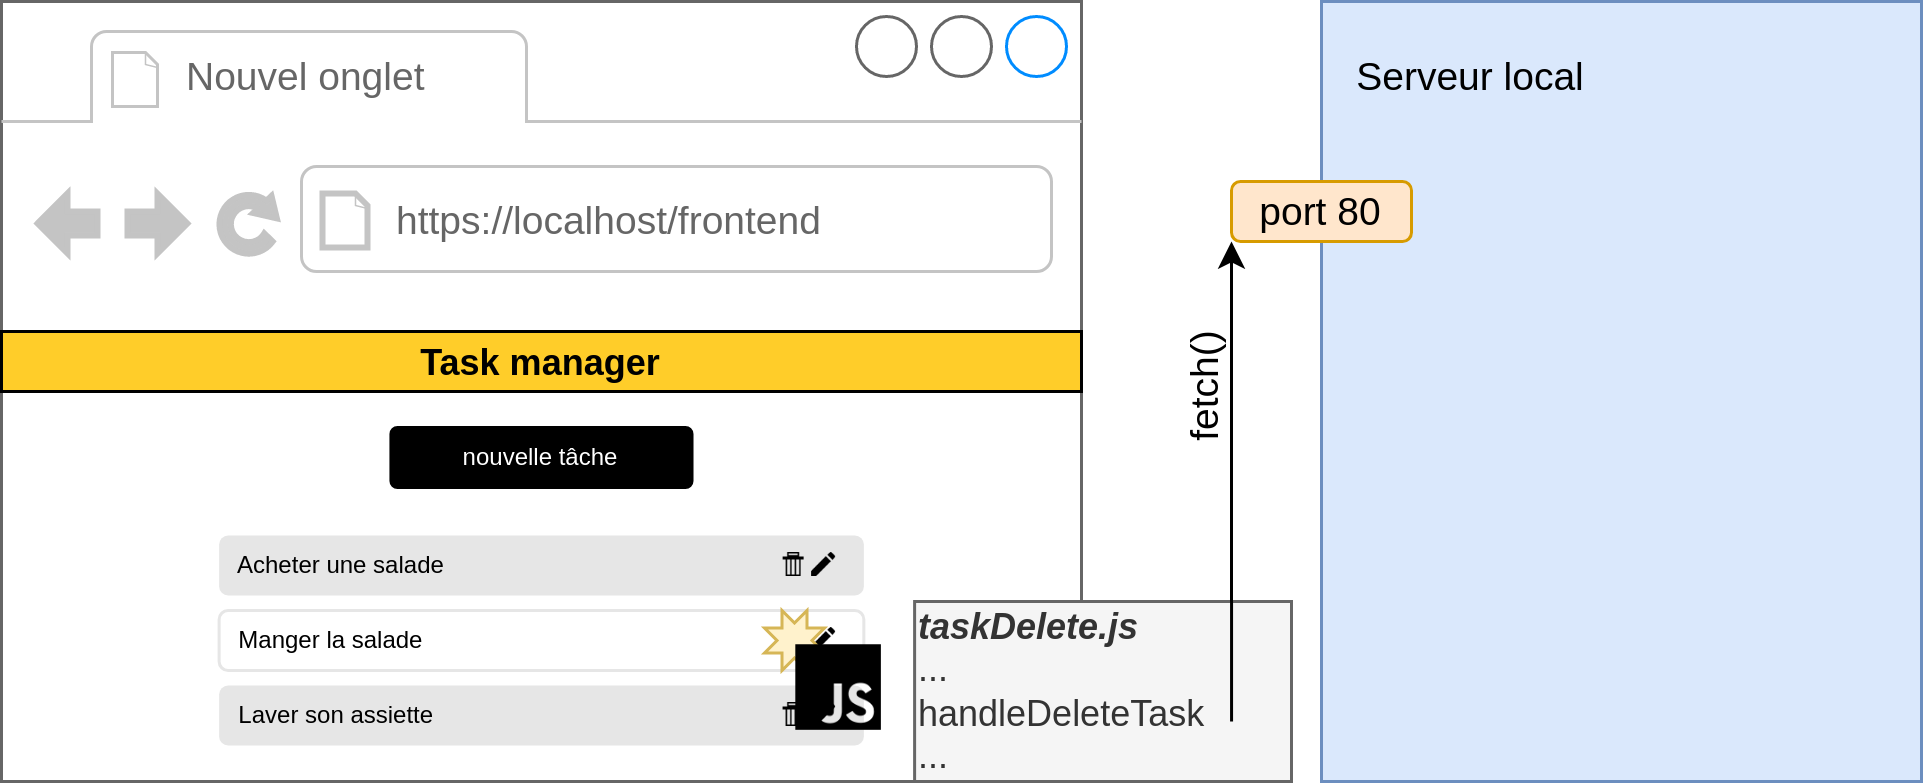 Nouvel onglet
https://localhost/frontend
Task manager
nouvelle tâche
Acheter une salade
Manger la salade
Laver son assiette
JS
taskDelete.js
...
handleDeleteTask
...
fetch()
Serveur local
port 80